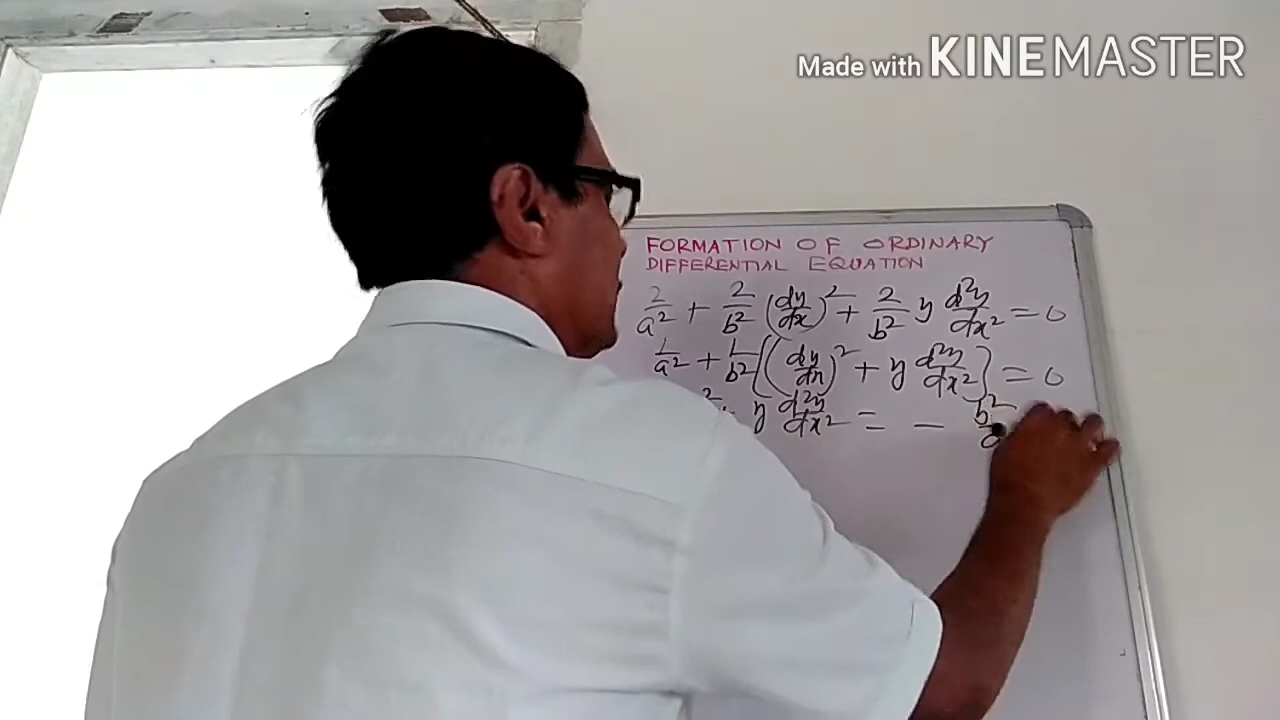 Made with KINEMASTER
FORMATION OF ORDINARY
DIFFERENTIAL EQUATION
2/a² + 2/b² (dy/dx)² + 2/b² y d²y/dx² = 0
1/a² + 1/b² ((dy/dx)² + y d²y/dx²) = 0
y d²y/dx² = - b²